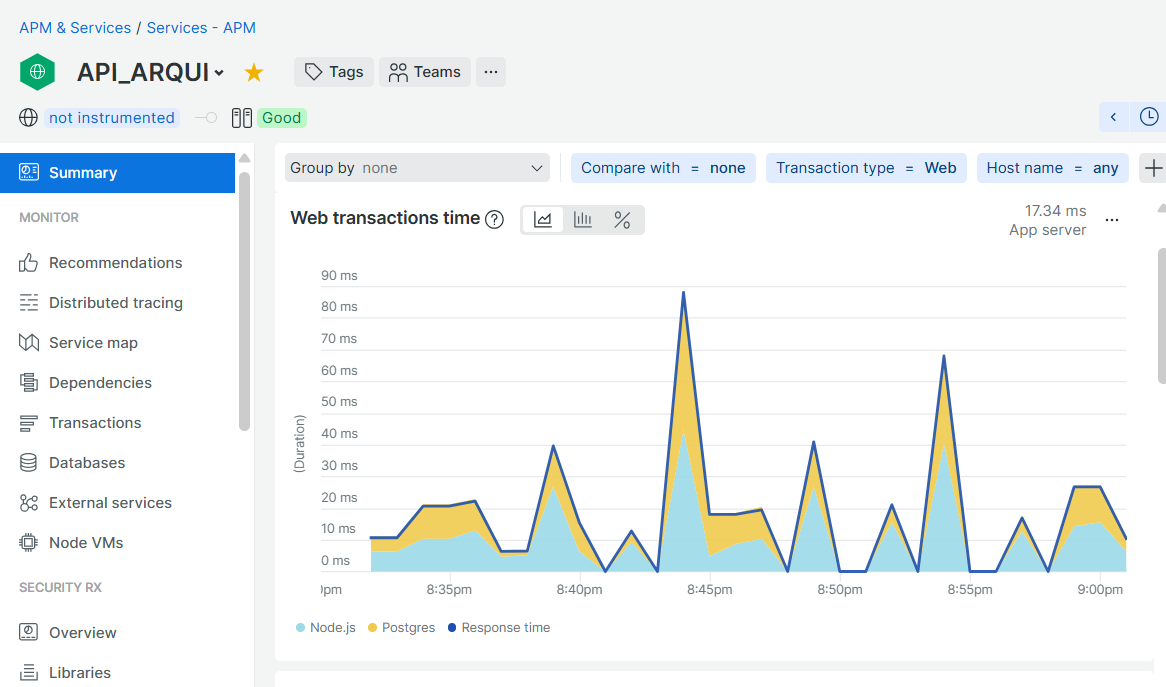 APM & Services / Services - APM
API_ARQUI
Tags
Teams
...
not instrumented
Good
Summary
MONITOR
Recommendations
Distributed tracing
Service map
Dependencies
Transactions
Databases
External services
Node VMs
SECURITY RX
Overview
Libraries
Group by none
Compare with = none
Transaction type = Web
Host name = any
Web transactions time ?
%
17.34 ms
App server
...
(Duration)
90 ms
80 ms
70 ms
60 ms
50 ms
40 ms
30 ms
20 ms
10 ms
0 ms
pm 8:35pm 8:40pm 8:45pm 8:50pm 8:55pm 9:00pm
Node.js Postgres Response time